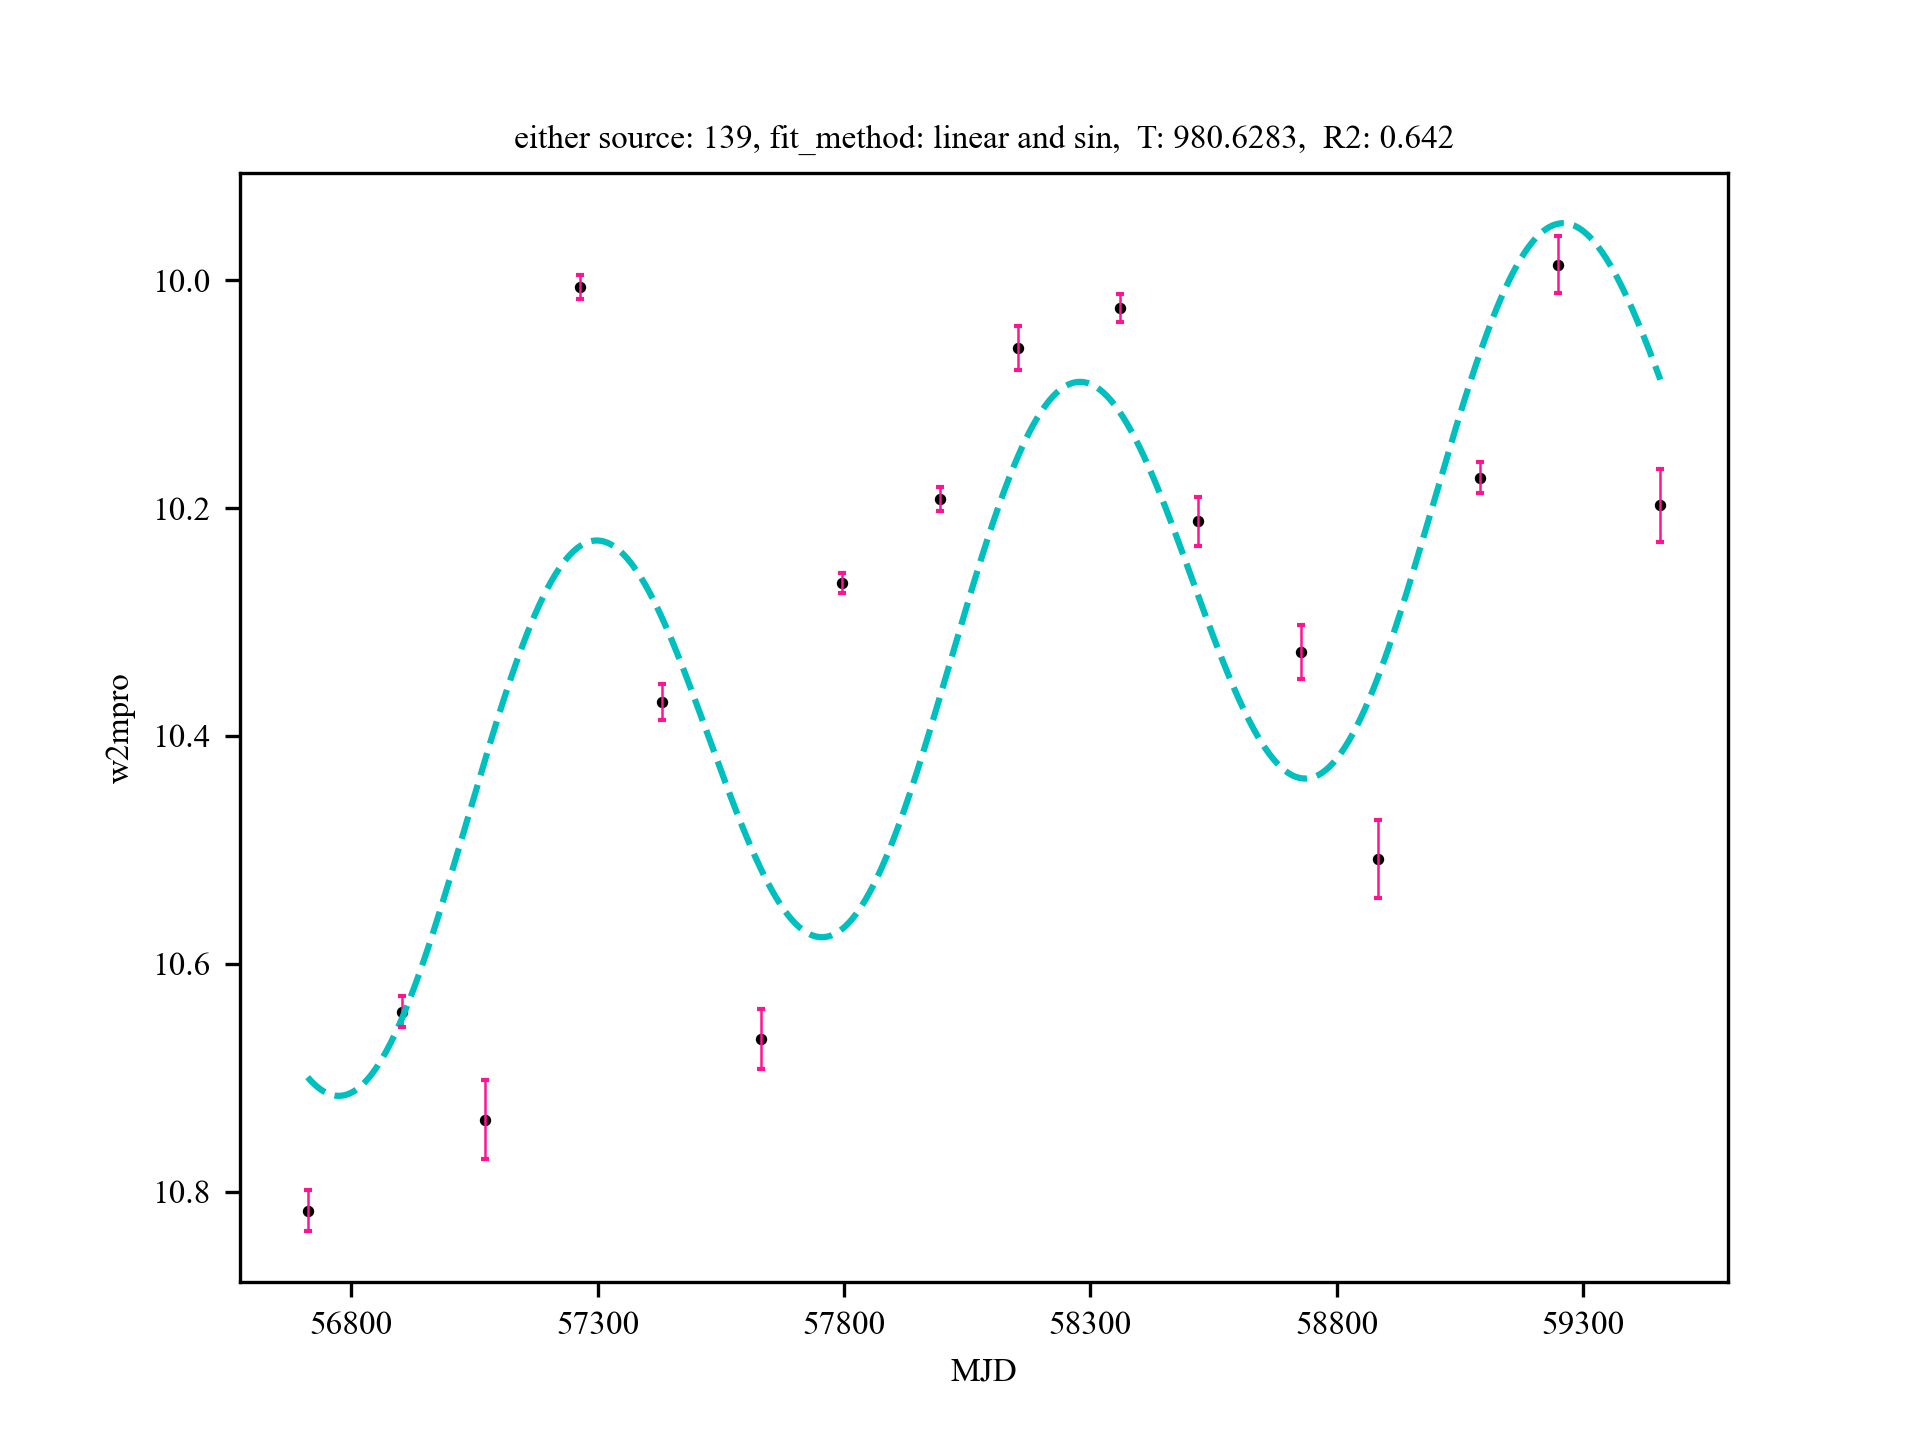 either source: 139, fit_method: linear and sin,  T: 980.6283,  R2: 0.642
10.0
10.2
10.4
10.6
10.8
w2mpro
56800 57300 57800 58300 58800 59300
MJD